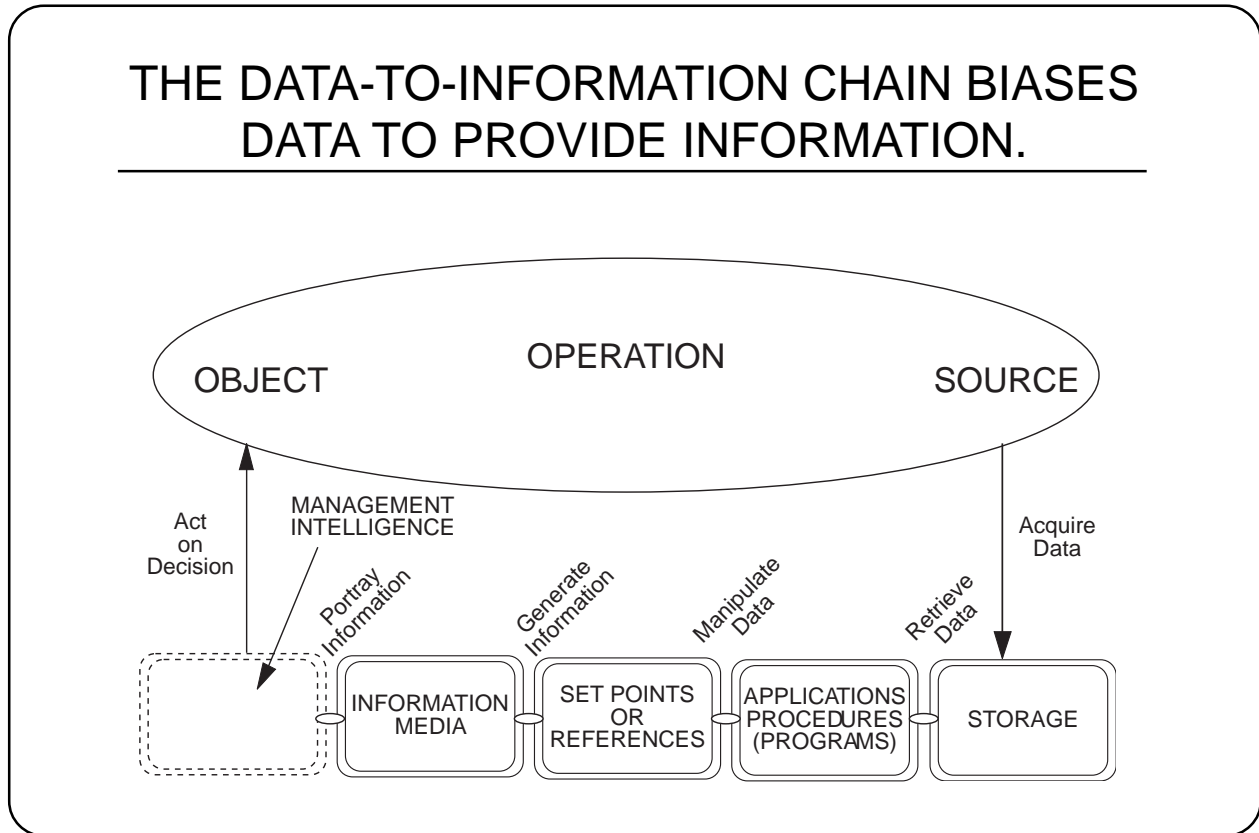 THE DATA-TO-INFORMATION CHAIN BIASES
DATA TO PROVIDE INFORMATION.
OPERATION
OBJECT
SOURCE
MANAGEMENT
INTELLIGENCE
Act
on
Decision
Acquire
Data
Portray
Information
Generate
Information
Manipulate
Data
Retrieve
Data
INFORMATION
MEDIA
SET POINTS
OR
REFERENCES
APPLICATIONS
PROCEDURES
(PROGRAMS)
STORAGE